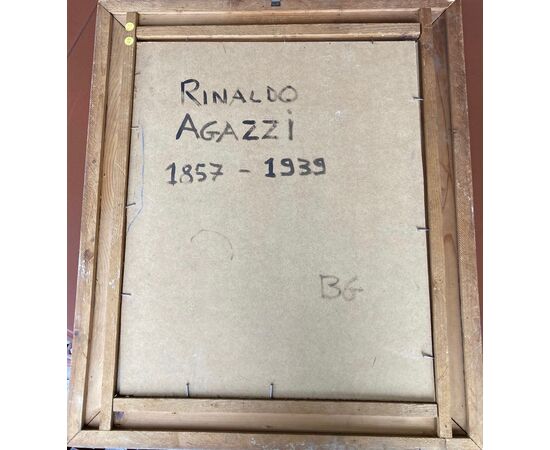 RINALDO
AGAZZi
1857 - 1939
BG